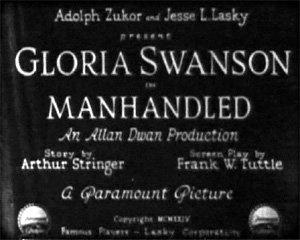 Adolph Zukor and Jesse L. Lasky
present
GLORIA SWANSON
in
MANHANDLED
An Allan Dwan Production
Story by
Arthur Stringer
Screen Play by
Frank W. Tuttle
A Paramount Picture
Copyright MCMXXIV
Famous Players - Lasky Corporation